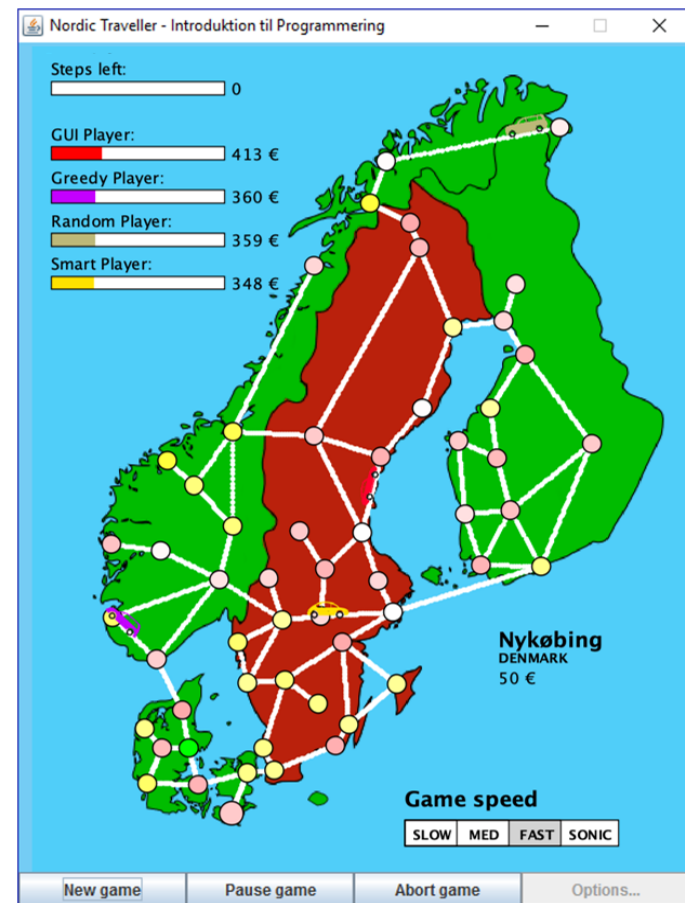 Nordic Traveller - Introduktion til Programmering
Steps left:
0
GUI Player:
413 €
Greedy Player:
360 €
Random Player:
359 €
Smart Player:
348 €
Nykøbing
DENMARK
50 €
Game speed
SLOW MED FAST SONIC
New game Pause game Abort game Options...